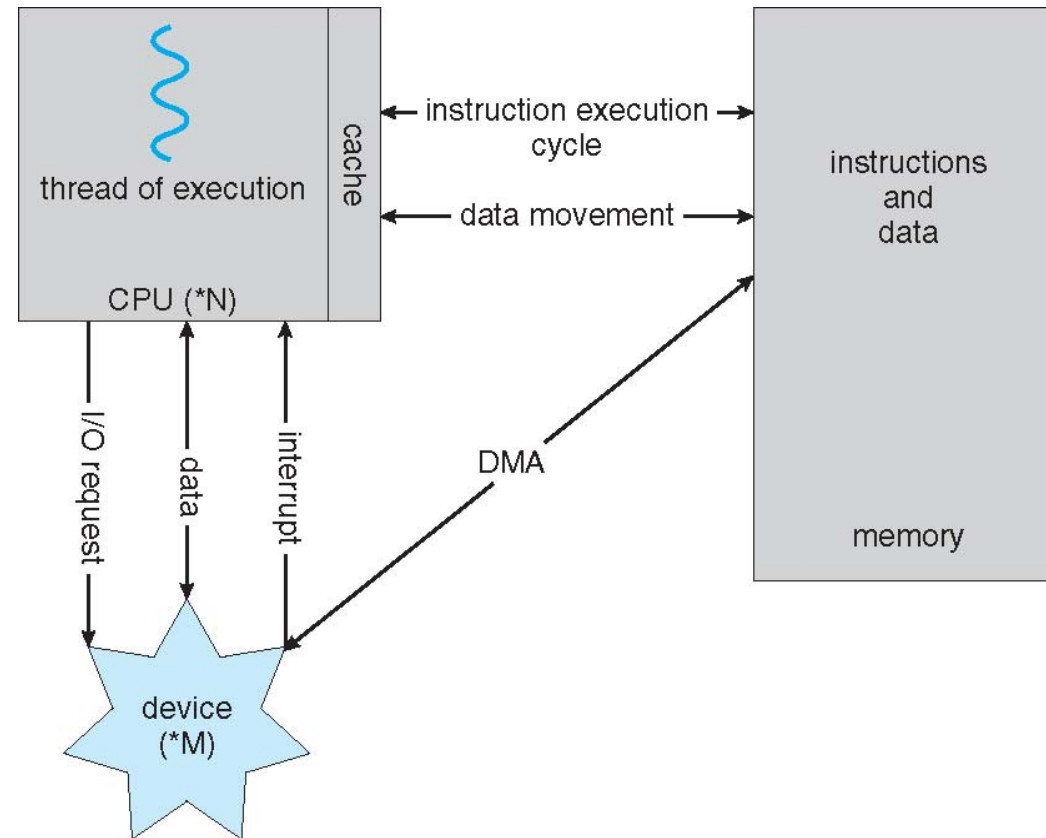 thread of execution
cache
CPU (*N)
instruction execution
cycle
data movement
instructions
and
data
memory
I/O request
data
interrupt
DMA
device
(*M)